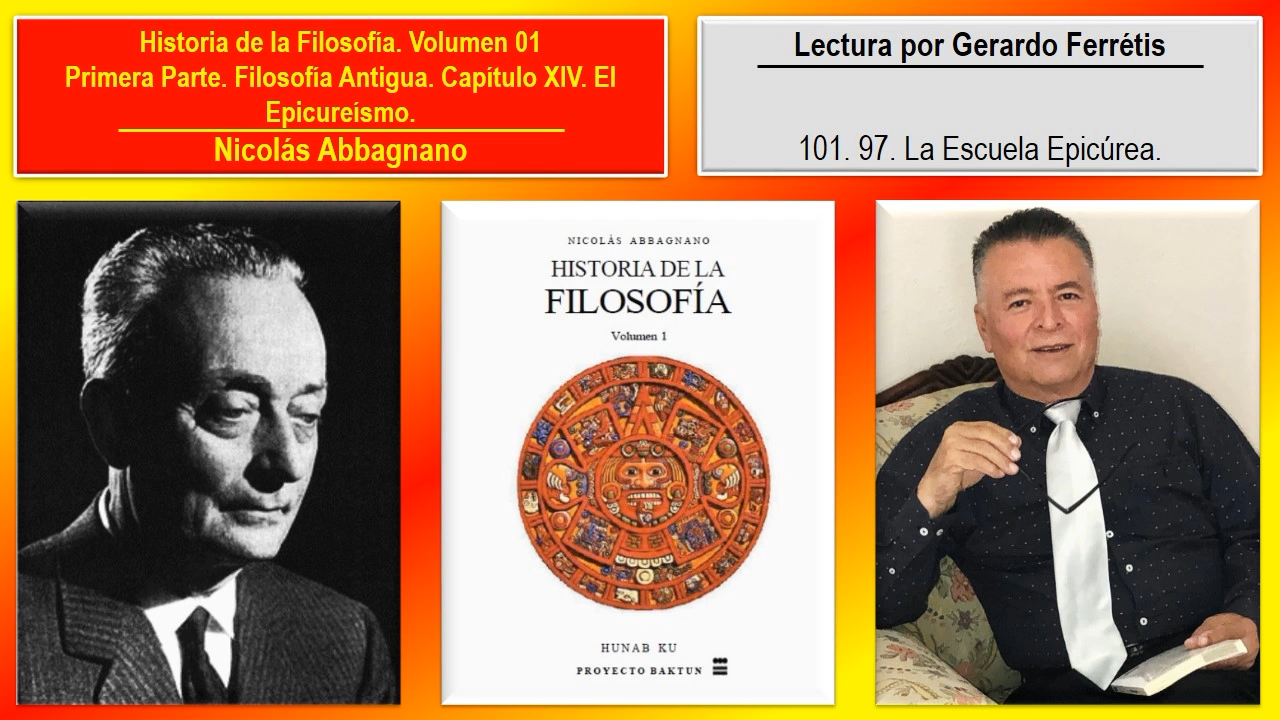 Historia de la Filosofía. Volumen 01
Primera Parte. Filosofía Antigua. Capítulo XIV. El
Epicureísmo.
Nicolás Abbagnano
Lectura por Gerardo Ferrétis
101. 97. La Escuela Epicúrea.
NICOLÁS ABBAGNANO
HISTORIA DE LA
FILOSOFÍA
Volumen 1
HUNAB KU
PROYECTO BAKTUN